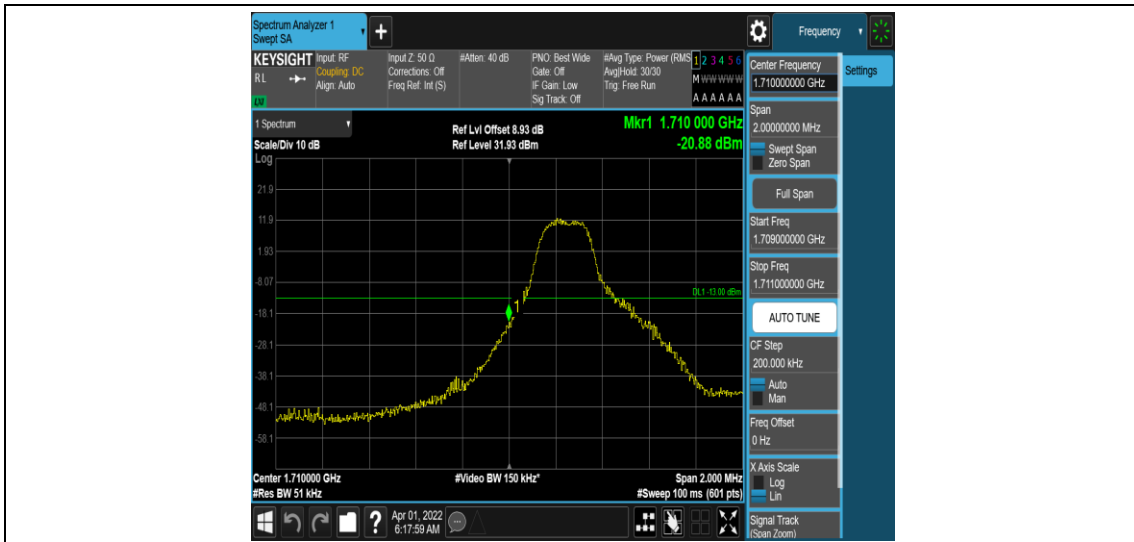 Spectrum Analyzer 1
Swept SA
+
Frequency
KEYSIGHT
RL
LXI
Input: RF
Coupling: DC
Align: Auto
Input Z: 50 Ω
Corrections: Off
Freq Ref: Int (S)
#Atten: 40 dB
PNO: Best Wide
Gate: Off
IF Gain: Low
Sig Track: Off
#Avg Type: Power (RMS
Avg|Hold: 30/30
Trig: Free Run
1 2 3 4 5 6
M W W W W W
A A A A A A
1 Spectrum
Scale/Div 10 dB
Log
Ref Lvl Offset 8.93 dB
Ref Level 31.93 dBm
Mkr1 1.710 000 GHz
-20.88 dBm
21.9
11.9
1.93
-8.07
-18.1
-28.1
-38.1
-48.1
-58.1
DL1 -13.00 dBm
1
Center 1.710000 GHz
#Res BW 51 kHz
#Video BW 150 kHz*
Span 2.000 MHz
#Sweep 100 ms (601 pts)
Center Frequency
1.710000000 GHz
Settings
Span
2.00000000 MHz
Swept Span
Zero Span
Full Span
Start Freq
1.709000000 GHz
Stop Freq
1.711000000 GHz
AUTO TUNE
CF Step
200.000 kHz
Auto
Man
Freq Offset
0 Hz
X Axis Scale
Log
Lin
Signal Track
(Span Zoom)
?
Apr 01, 2022
6:17:59 AM